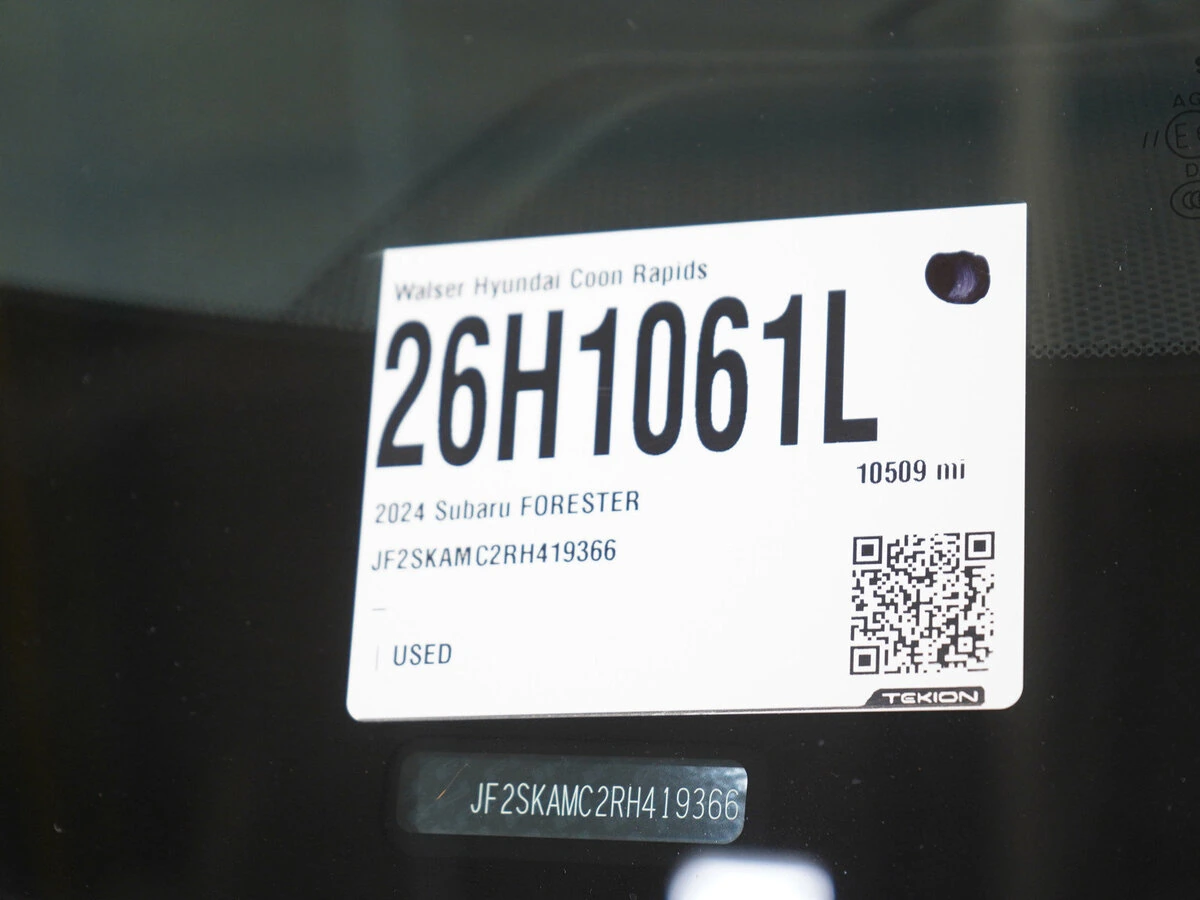 Walser Hyundai Coon Rapids
26H1061L
10509 mi
2024 Subaru FORESTER
JF2SKAMC2RH419366
USED
TEKION
JF2SKAMC2RH419366